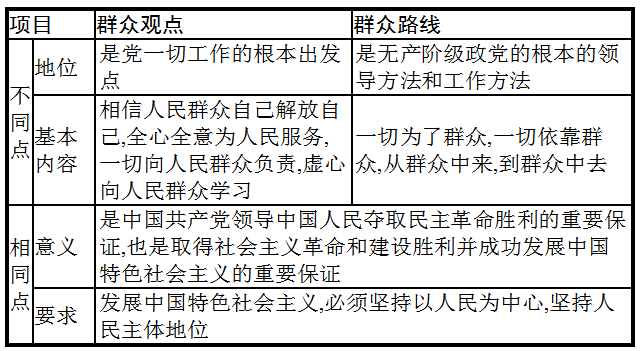 项目 群众观点 群众路线
不同点
地位
是党一切工作的根本出发
点
是无产阶级政党的根本的领
导方法和工作方法
基本
内容
相信人民群众自己解放自
己,全心全意为人民服务,
一切向人民群众负责,虚心
向人民群众学习
一切为了群众,一切依靠群
众,从群众中来,到群众中去
相同点
意义
是中国共产党领导中国人民夺取民主革命胜利的重要保
证,也是取得社会主义革命和建设胜利并成功发展中国
特色社会主义的重要保证
要求
发展中国特色社会主义,必须坚持以人民为中心,坚持人
民主体地位